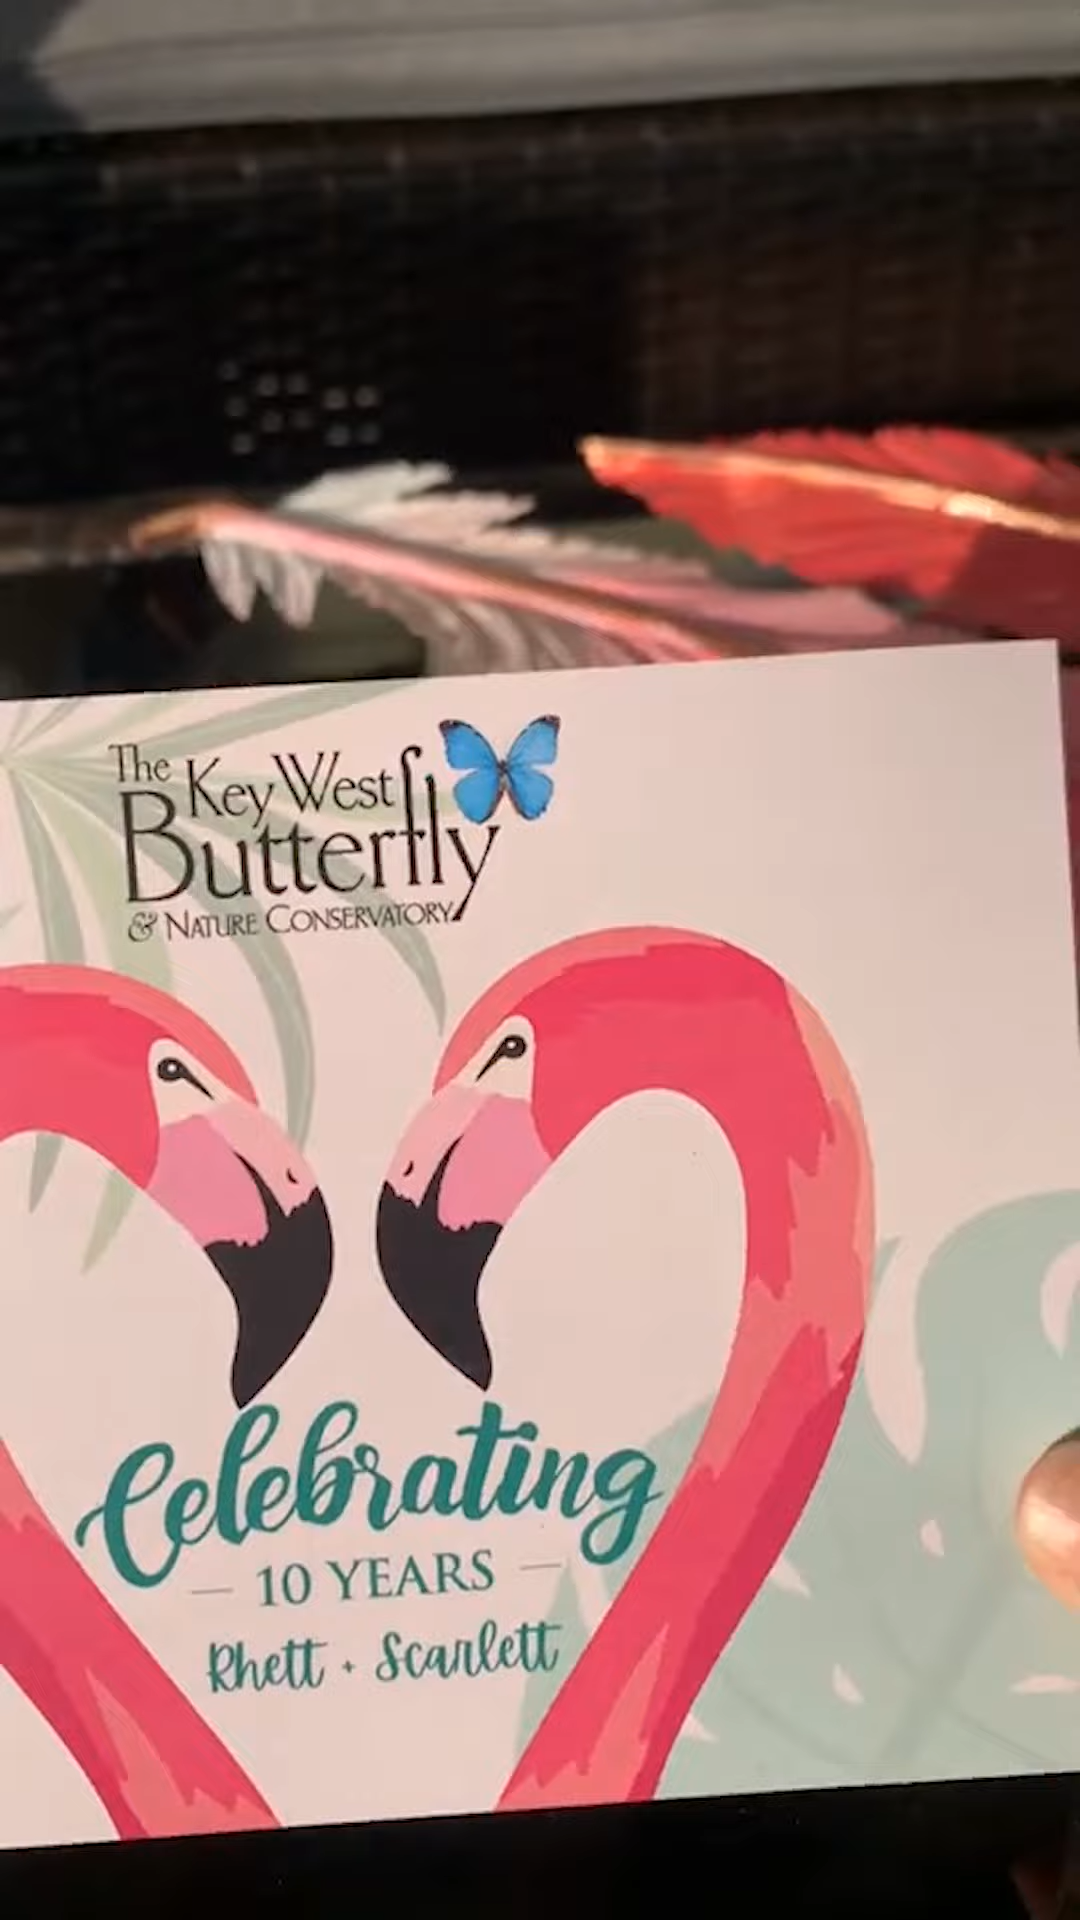 The Key West
Butterfly
& NATURE CONSERVATORY
Celebrating
10 YEARS
Rhett + Scarlett